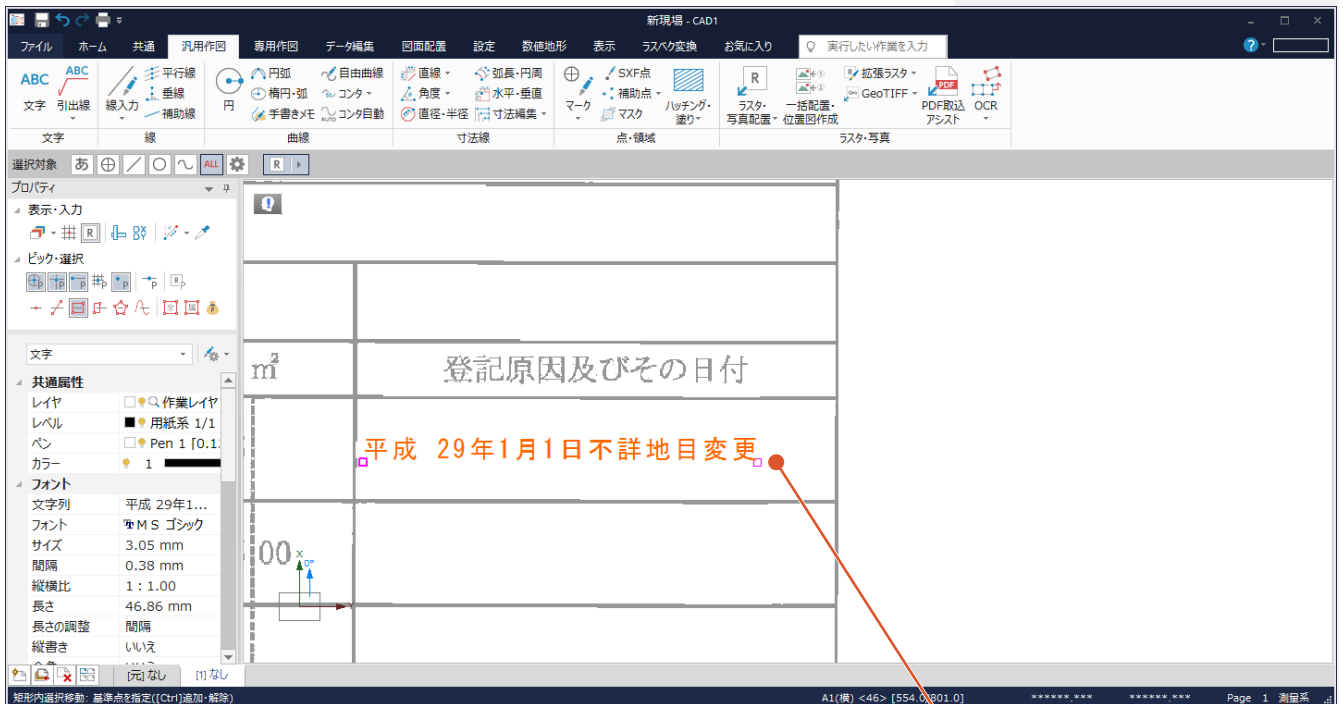 新現場 - CAD1
ファイル ホーム 共通 汎用作図 専用作図 データ編集 図面配置 設定 数値地形 表示 ラスベク変換 お気に入り 実行したい作業を入力
ABC 文字
ABC 引出線
文字
線入力 平行線 垂線 補助線
線
円 円弧 楕円・弧 手書きメモ 自由曲線 コンタ AUTO コンタ自動
曲線
直線 角度 直径・半径 弧長・円周 水平・垂直 寸法編集
寸法線
マーク SXF点 補助点 マスク ハッチング・塗り
点・領域
R ラスタ・写真配置 一括配置・位置図作成 拡張ラスタ GeoTIFF PDF PDF取込アシスト OCR
ラスタ・写真
選択対象 あ ALL R
プロパティ
表示・入力
R
ピック・選択
文字
共通属性
レイヤ 作業レイヤ
レベル 用紙系 1/1
ペン Pen 1 [0.1
カラー 1
フォント
文字列 平成 29年1...
フォント MS ゴシック
サイズ 3.05 mm
間隔 0.38 mm
縦横比 1 : 1.00
長さ 46.86 mm
長さの調整 間隔
縦書き いいえ
㎡ 登記原因及びその日付
平成 29年1月1日不詳地目変更
00
X 0°
Y
[元] なし [1] なし
矩形内選択移動: 基準点を指定([Ctrl]追加・解除) A1(横) <46> [554.0,801.0] ******.*** ******.*** Page 1 測量系